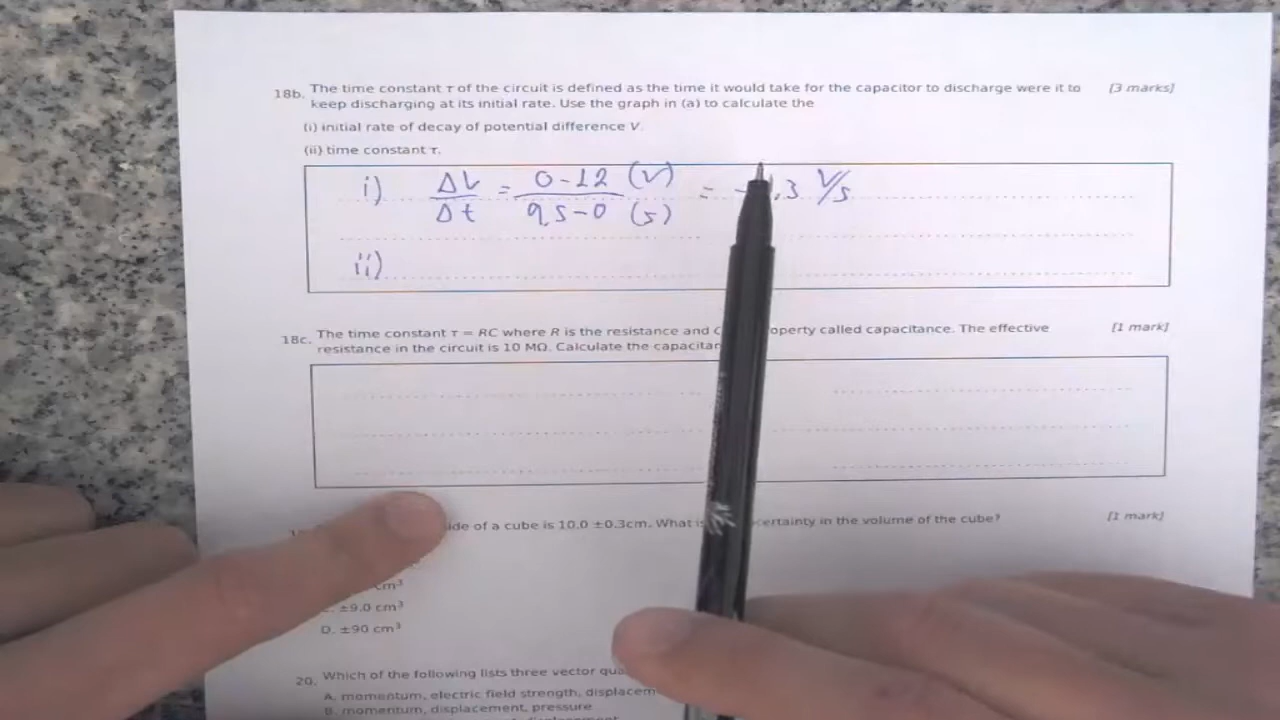 18b. The time constant τ of the circuit is defined as the time it would take for the capacitor to discharge were it to [3 marks]
keep discharging at its initial rate. Use the graph in (a) to calculate the
(i) initial rate of decay of potential difference V.
(ii) time constant τ.
i) ΔV/Δt = 0-12 (V) / 9,5-0 (s) = .3 V/s
ii)
18c. The time constant τ = RC where R is the resistance and called capacitance. The effective [1 mark]
resistance in the circuit is 10 MΩ. Calculate the
of a cube is 10.0 ±0.3cm. What in the volume of the cube? [1 mark]
cm³
±9.0 cm³
D. ±90 cm³
20. Which of the following lists three vector
A. momentum, electric field strength,
B. momentum, displacement, pressure